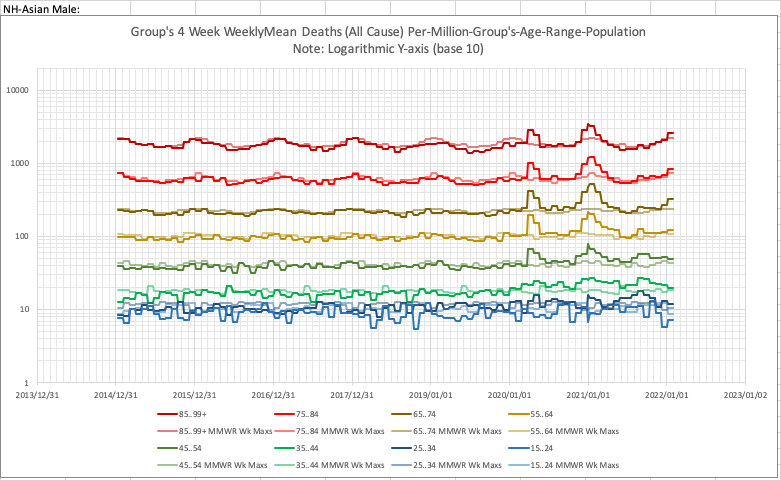 NH-Asian Male:
Group's 4 Week WeeklyMean Deaths (All Cause) Per-Million-Group's-Age-Range-Population
Note: Logarithmic Y-axis (base 10)
10000
1000
100
10
1
2013/12/31 2014/12/31 2015/12/31 2016/12/31 2017/12/31 2019/01/01 2020/01/01 2021/01/01 2022/01/01 2023/01/02
85..99+ 75..84 65..74 55..64
85..99+ MMWR Wk Maxs 75..84 MMWR Wk Maxs 65..74 MMWR Wk Maxs 55..64 MMWR Wk Maxs
45..54 35..44 25..34 15..24
45..54 MMWR Wk Maxs 35..44 MMWR Wk Maxs 25..34 MMWR Wk Maxs 15..24 MMWR Wk Maxs